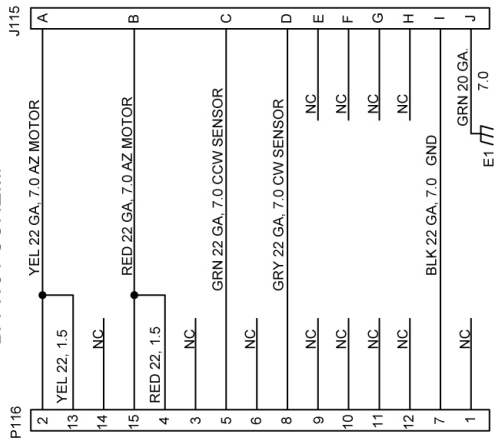 J115
A
B
C
D
E
F
G
H
I
J
YEL 22 GA, 7.0 AZ MOTOR
RED 22 GA, 7.0 AZ MOTOR
GRN 22 GA, 7.0 CCW SENSOR
GRY 22 GA, 7.0 CW SENSOR
NC
NC
NC
NC
BLK 22 GA, 7.0 GND
GRN 20 GA.
7.0
E1
YEL 22, 1.5
NC
RED 22, 1.5
NC
NC
NC
NC
NC
NC
NC
P116
2
13
14
15
4
3
5
6
8
9
10
11
12
7
1